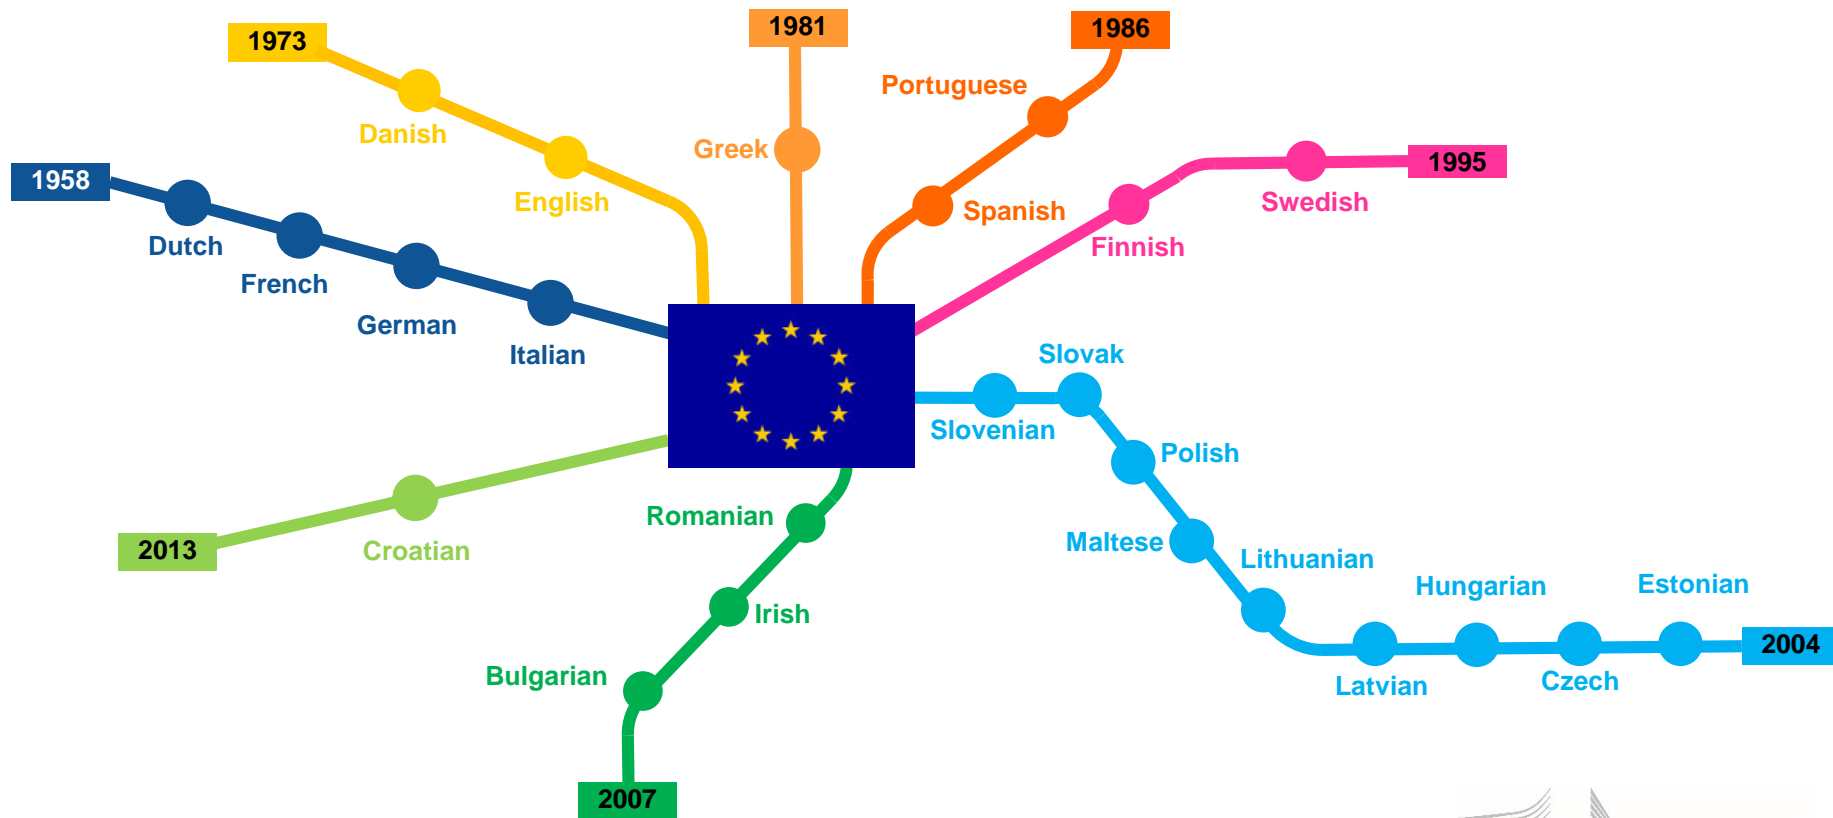 1973
1981
1986
Portuguese
Danish
Greek
1995
1958
English
Spanish
Swedish
Dutch
Finnish
French
German
Italian
Slovak
Slovenian
Polish
Romanian
Maltese
2013
Croatian
Lithuanian
Irish
Hungarian
Estonian
2004
Bulgarian
Latvian
Czech
2007